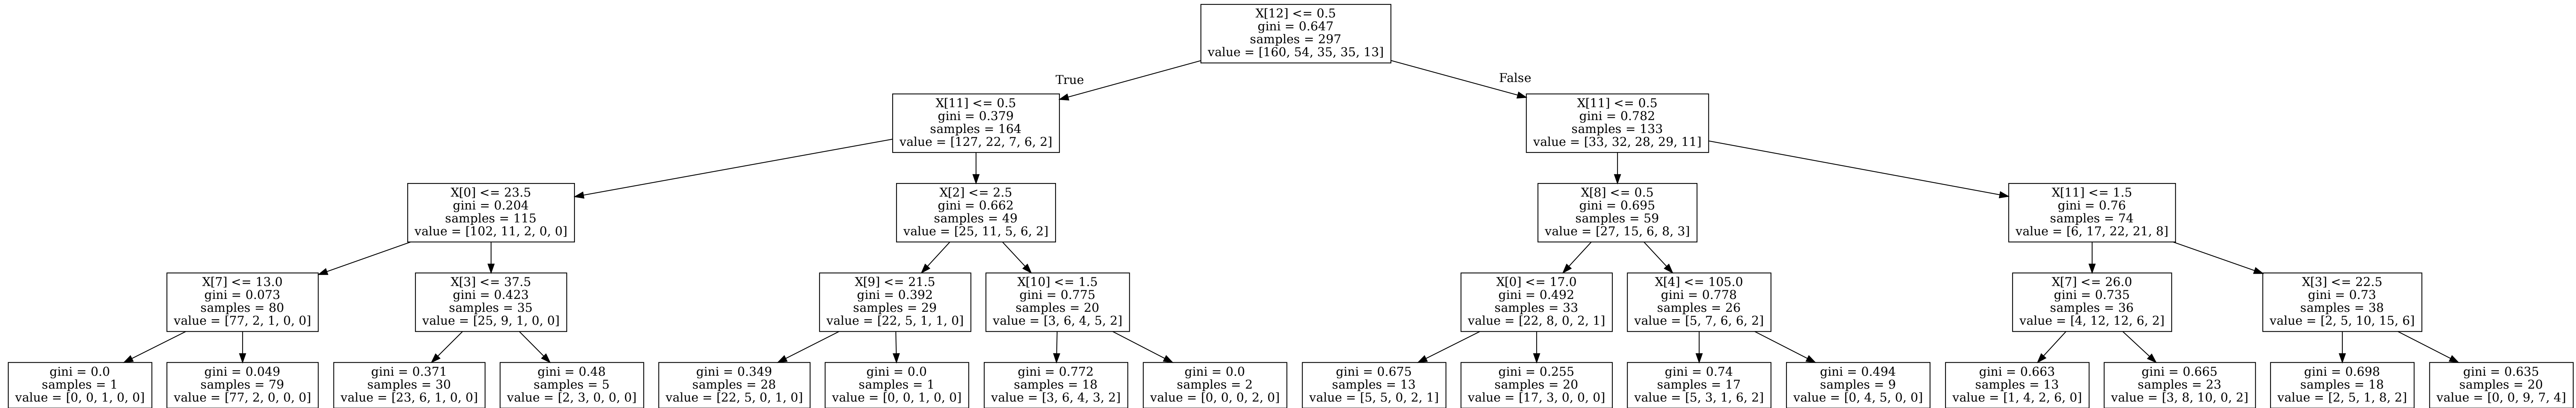 X[12] <= 0.5
gini = 0.647
samples = 297
value = [160, 54, 35, 35, 13]
True
False
X[11] <= 0.5
gini = 0.379
samples = 164
value = [127, 22, 7, 6, 2]
X[11] <= 0.5
gini = 0.782
samples = 133
value = [33, 32, 28, 29, 11]
X[0] <= 23.5
gini = 0.204
samples = 115
value = [102, 11, 2, 0, 0]
X[2] <= 2.5
gini = 0.662
samples = 49
value = [25, 11, 5, 6, 2]
X[8] <= 0.5
gini = 0.695
samples = 59
value = [27, 15, 6, 8, 3]
X[11] <= 1.5
gini = 0.76
samples = 74
value = [6, 17, 22, 21, 8]
X[7] <= 13.0
gini = 0.073
samples = 80
value = [77, 2, 1, 0, 0]
X[3] <= 37.5
gini = 0.423
samples = 35
value = [25, 9, 1, 0, 0]
X[9] <= 21.5
gini = 0.392
samples = 29
value = [22, 5, 1, 1, 0]
X[10] <= 1.5
gini = 0.775
samples = 20
value = [3, 6, 4, 5, 2]
X[0] <= 17.0
gini = 0.492
samples = 33
value = [22, 8, 0, 2, 1]
X[4] <= 105.0
gini = 0.778
samples = 26
value = [5, 7, 6, 6, 2]
X[7] <= 26.0
gini = 0.735
samples = 36
value = [4, 12, 12, 6, 2]
X[3] <= 22.5
gini = 0.73
samples = 38
value = [2, 5, 10, 15, 6]
gini = 0.0
samples = 1
value = [0, 0, 1, 0, 0]
gini = 0.049
samples = 79
value = [77, 2, 0, 0, 0]
gini = 0.371
samples = 30
value = [23, 6, 1, 0, 0]
gini = 0.48
samples = 5
value = [2, 3, 0, 0, 0]
gini = 0.349
samples = 28
value = [22, 5, 0, 1, 0]
gini = 0.0
samples = 1
value = [0, 0, 1, 0, 0]
gini = 0.772
samples = 18
value = [3, 6, 4, 3, 2]
gini = 0.0
samples = 2
value = [0, 0, 0, 2, 0]
gini = 0.675
samples = 13
value = [5, 5, 0, 2, 1]
gini = 0.255
samples = 20
value = [17, 3, 0, 0, 0]
gini = 0.74
samples = 17
value = [5, 3, 1, 6, 2]
gini = 0.494
samples = 9
value = [0, 4, 5, 0, 0]
gini = 0.663
samples = 13
value = [1, 4, 2, 6, 0]
gini = 0.665
samples = 23
value = [3, 8, 10, 0, 2]
gini = 0.698
samples = 18
value = [2, 5, 1, 8, 2]
gini = 0.635
samples = 20
value = [0, 0, 9, 7, 4]